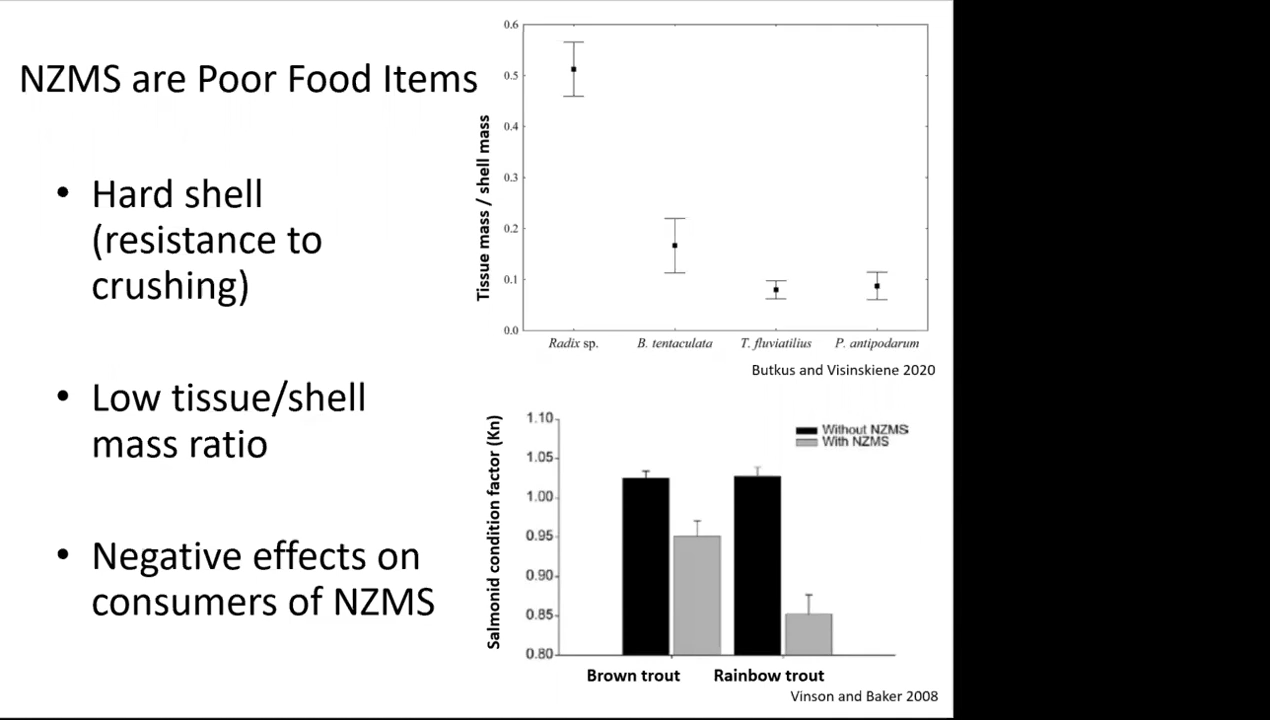 NZMS are Poor Food Items
• Hard shell
(resistance to
crushing)
• Low tissue/shell
mass ratio
• Negative effects on
consumers of NZMS
Tissue mass / shell mass
0.6
0.5
0.4
0.3
0.2
0.1
0.0
Radix sp.
B. tentaculata
T. fluviatilius
P. antipodarum
Butkus and Visinskiene 2020
Salmonid condition factor (Kn)
1.10
1.05
1.00
0.95
0.90
0.85
0.80
Without NZMS
With NZMS
Brown trout
Rainbow trout
Vinson and Baker 2008